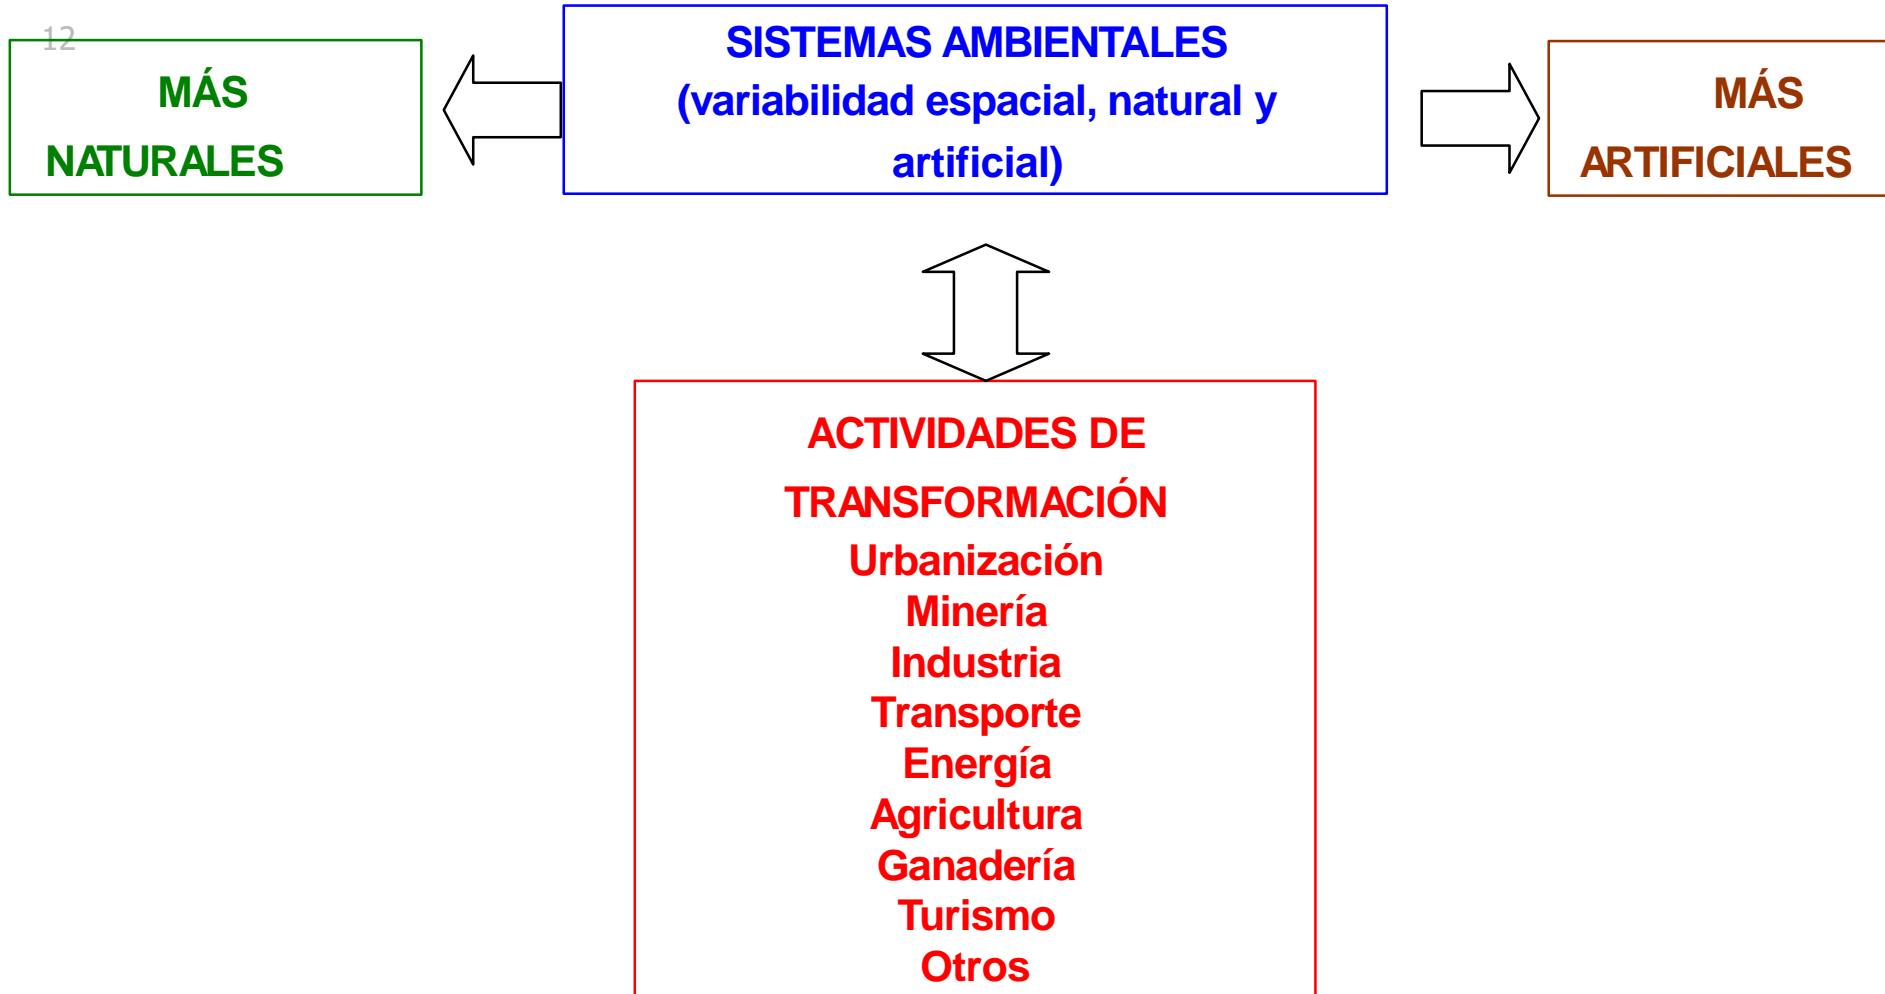 12
MÁS
NATURALES
SISTEMAS AMBIENTALES
(variabilidad espacial, natural y
artificial)
MÁS
ARTIFICIALES
ACTIVIDADES DE
TRANSFORMACIÓN
Urbanización
Minería
Industria
Transporte
Energía
Agricultura
Ganadería
Turismo
Otros